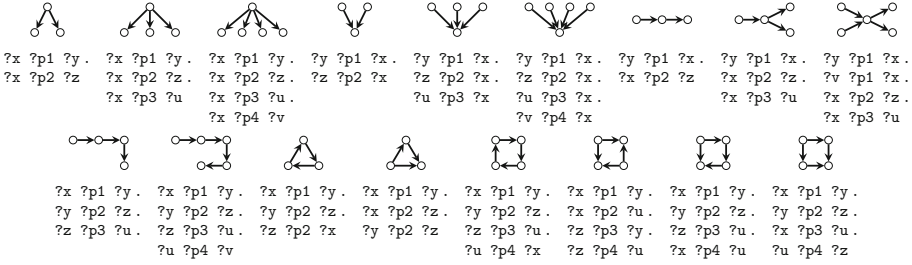 ?x ?p1 ?y .
?x ?p2 ?z
?x ?p1 ?y .
?x ?p2 ?z .
?x ?p3 ?u
?x ?p1 ?y .
?x ?p2 ?z .
?x ?p3 ?u .
?x ?p4 ?v
?y ?p1 ?x .
?z ?p2 ?x
?y ?p1 ?x .
?z ?p2 ?x .
?u ?p3 ?x
?y ?p1 ?x .
?z ?p2 ?x .
?u ?p3 ?x .
?v ?p4 ?x
?y ?p1 ?x .
?x ?p2 ?z
?y ?p1 ?x .
?x ?p2 ?z .
?x ?p3 ?u
?y ?p1 ?x .
?v ?p1 ?x .
?x ?p2 ?z .
?x ?p3 ?u
?x ?p1 ?y .
?y ?p2 ?z .
?z ?p3 ?u .
?x ?p1 ?y .
?y ?p2 ?z .
?z ?p3 ?u .
?u ?p4 ?v
?x ?p1 ?y .
?y ?p2 ?z .
?z ?p2 ?x
?x ?p1 ?y .
?x ?p2 ?z .
?y ?p2 ?z
?x ?p1 ?y .
?y ?p2 ?z .
?z ?p3 ?u .
?u ?p4 ?x
?x ?p1 ?y .
?x ?p2 ?u .
?z ?p3 ?y .
?z ?p4 ?u
?x ?p1 ?y .
?y ?p2 ?z .
?z ?p3 ?u .
?x ?p4 ?u
?x ?p1 ?y .
?y ?p2 ?z .
?x ?p3 ?u .
?u ?p4 ?z